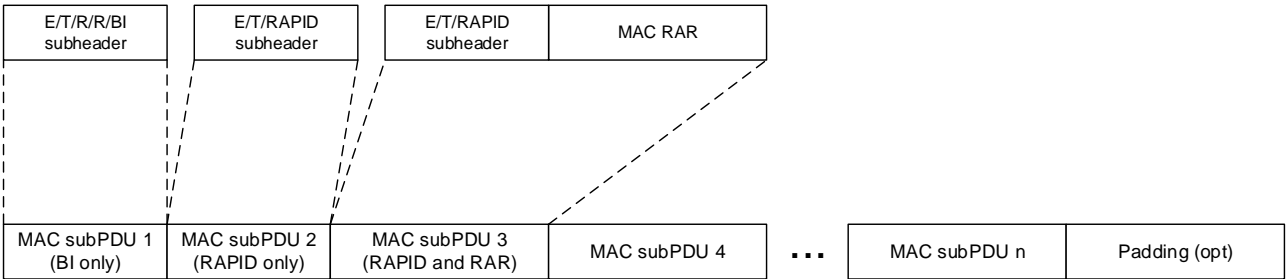 E/T/R/R/BI
subheader
E/T/RAPID
subheader
E/T/RAPID
subheader
MAC RAR
MAC subPDU 1
(BI only)
MAC subPDU 2
(RAPID only)
MAC subPDU 3
(RAPID and RAR)
MAC subPDU 4
...
MAC subPDU n
Padding (opt)